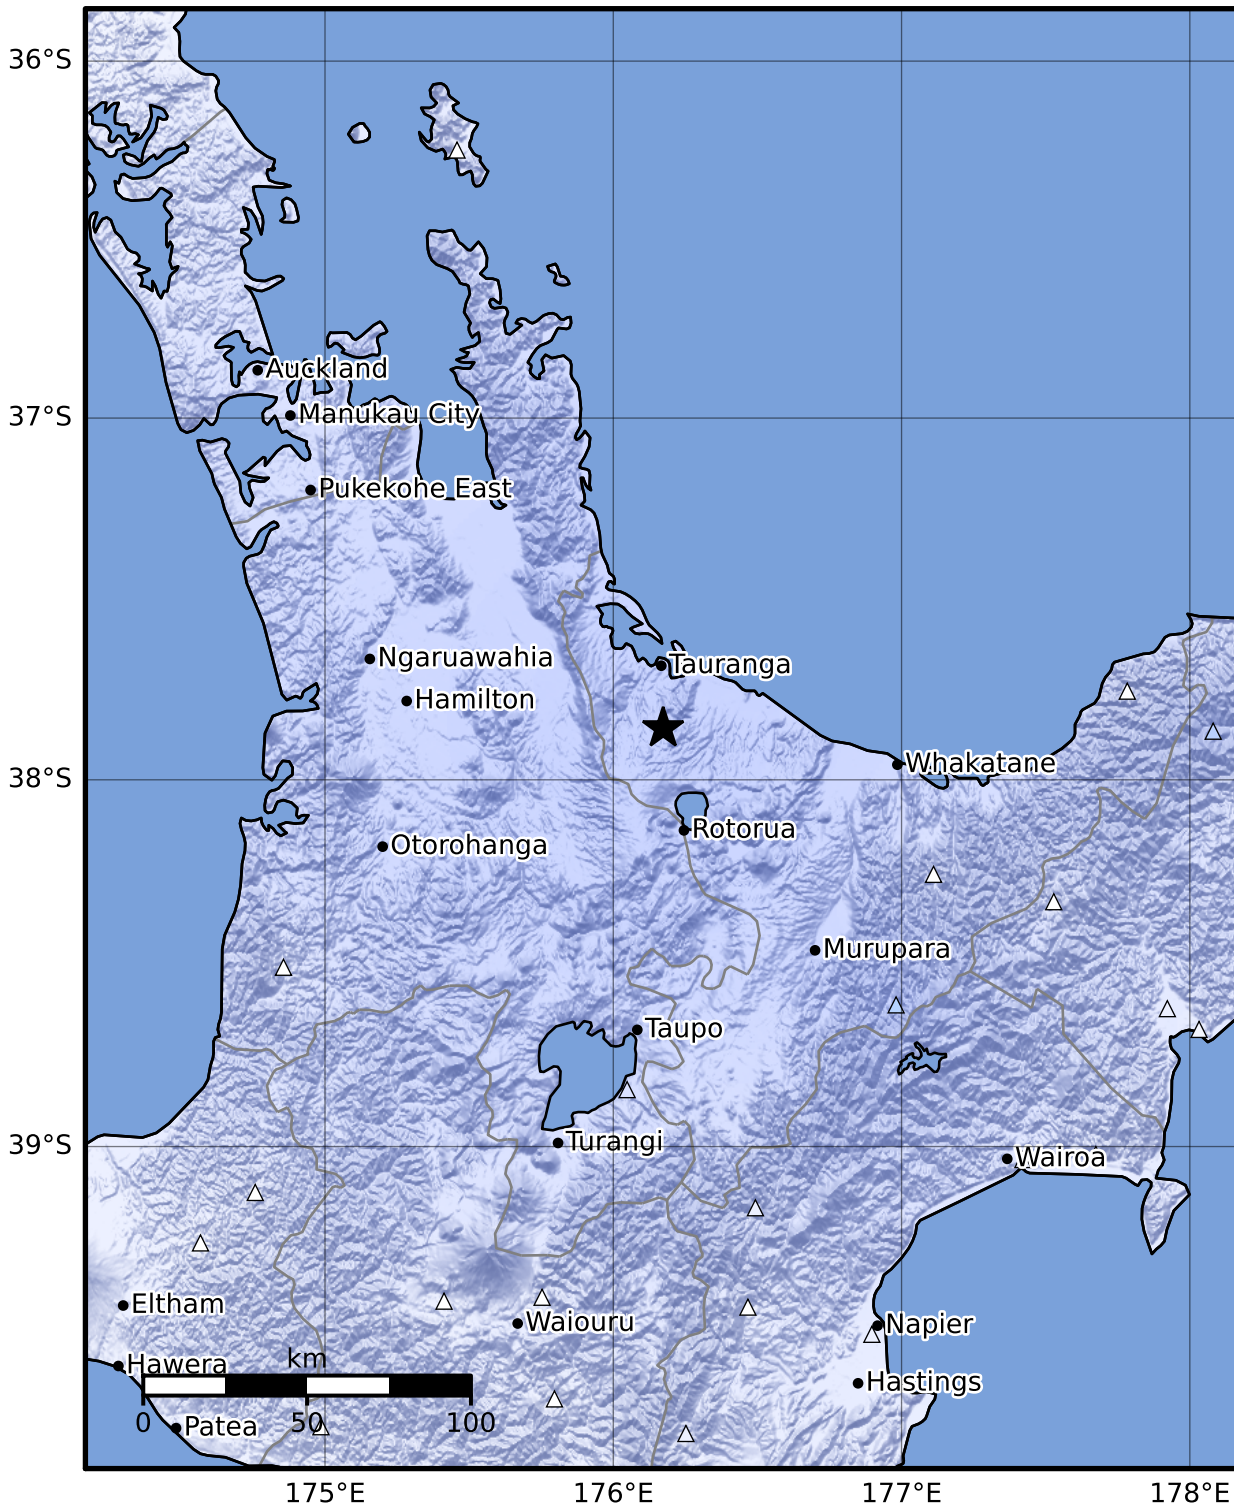 36°S
Auckland
37°S
Manukau City
Pukekohe East
Ngaruawahia
Tauranga
Hamilton
Whakatane
38°S
Rotorua
Otorohanga
Murupara
Taupo
39°S
Turangi
Wairoa
Eltham
Waiouru
Napier
km
Hawera
Hastings
0 50 100
Patea
175°E 176°E 177°E 178°E